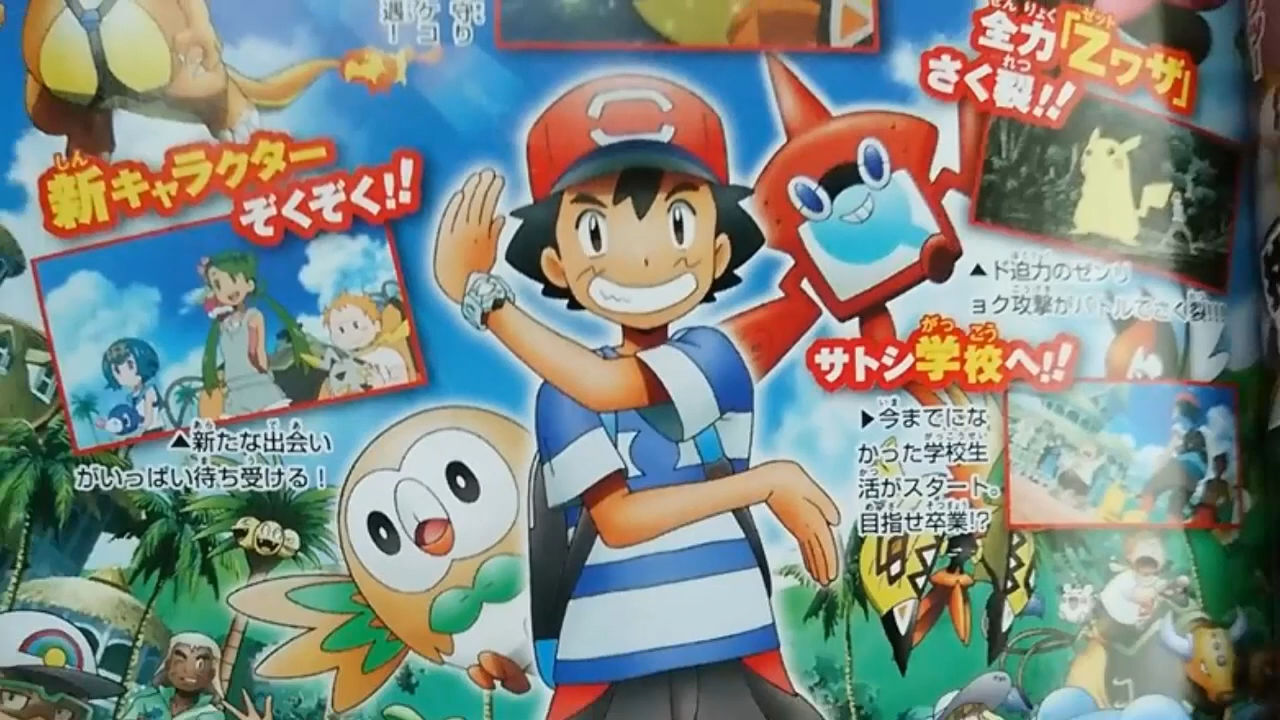 全力「Zワザ」
さく裂!!
新キャラクター
ぞくぞく!!
▲新たな出会い
がいっぱい待ち受ける！
▲ド迫力のゼンリ
ョク攻撃がバトルでさく裂!!!
サトシ学校へ!!
▶今までにな
かった学校生
活がスタート。
目指せ卒業!?